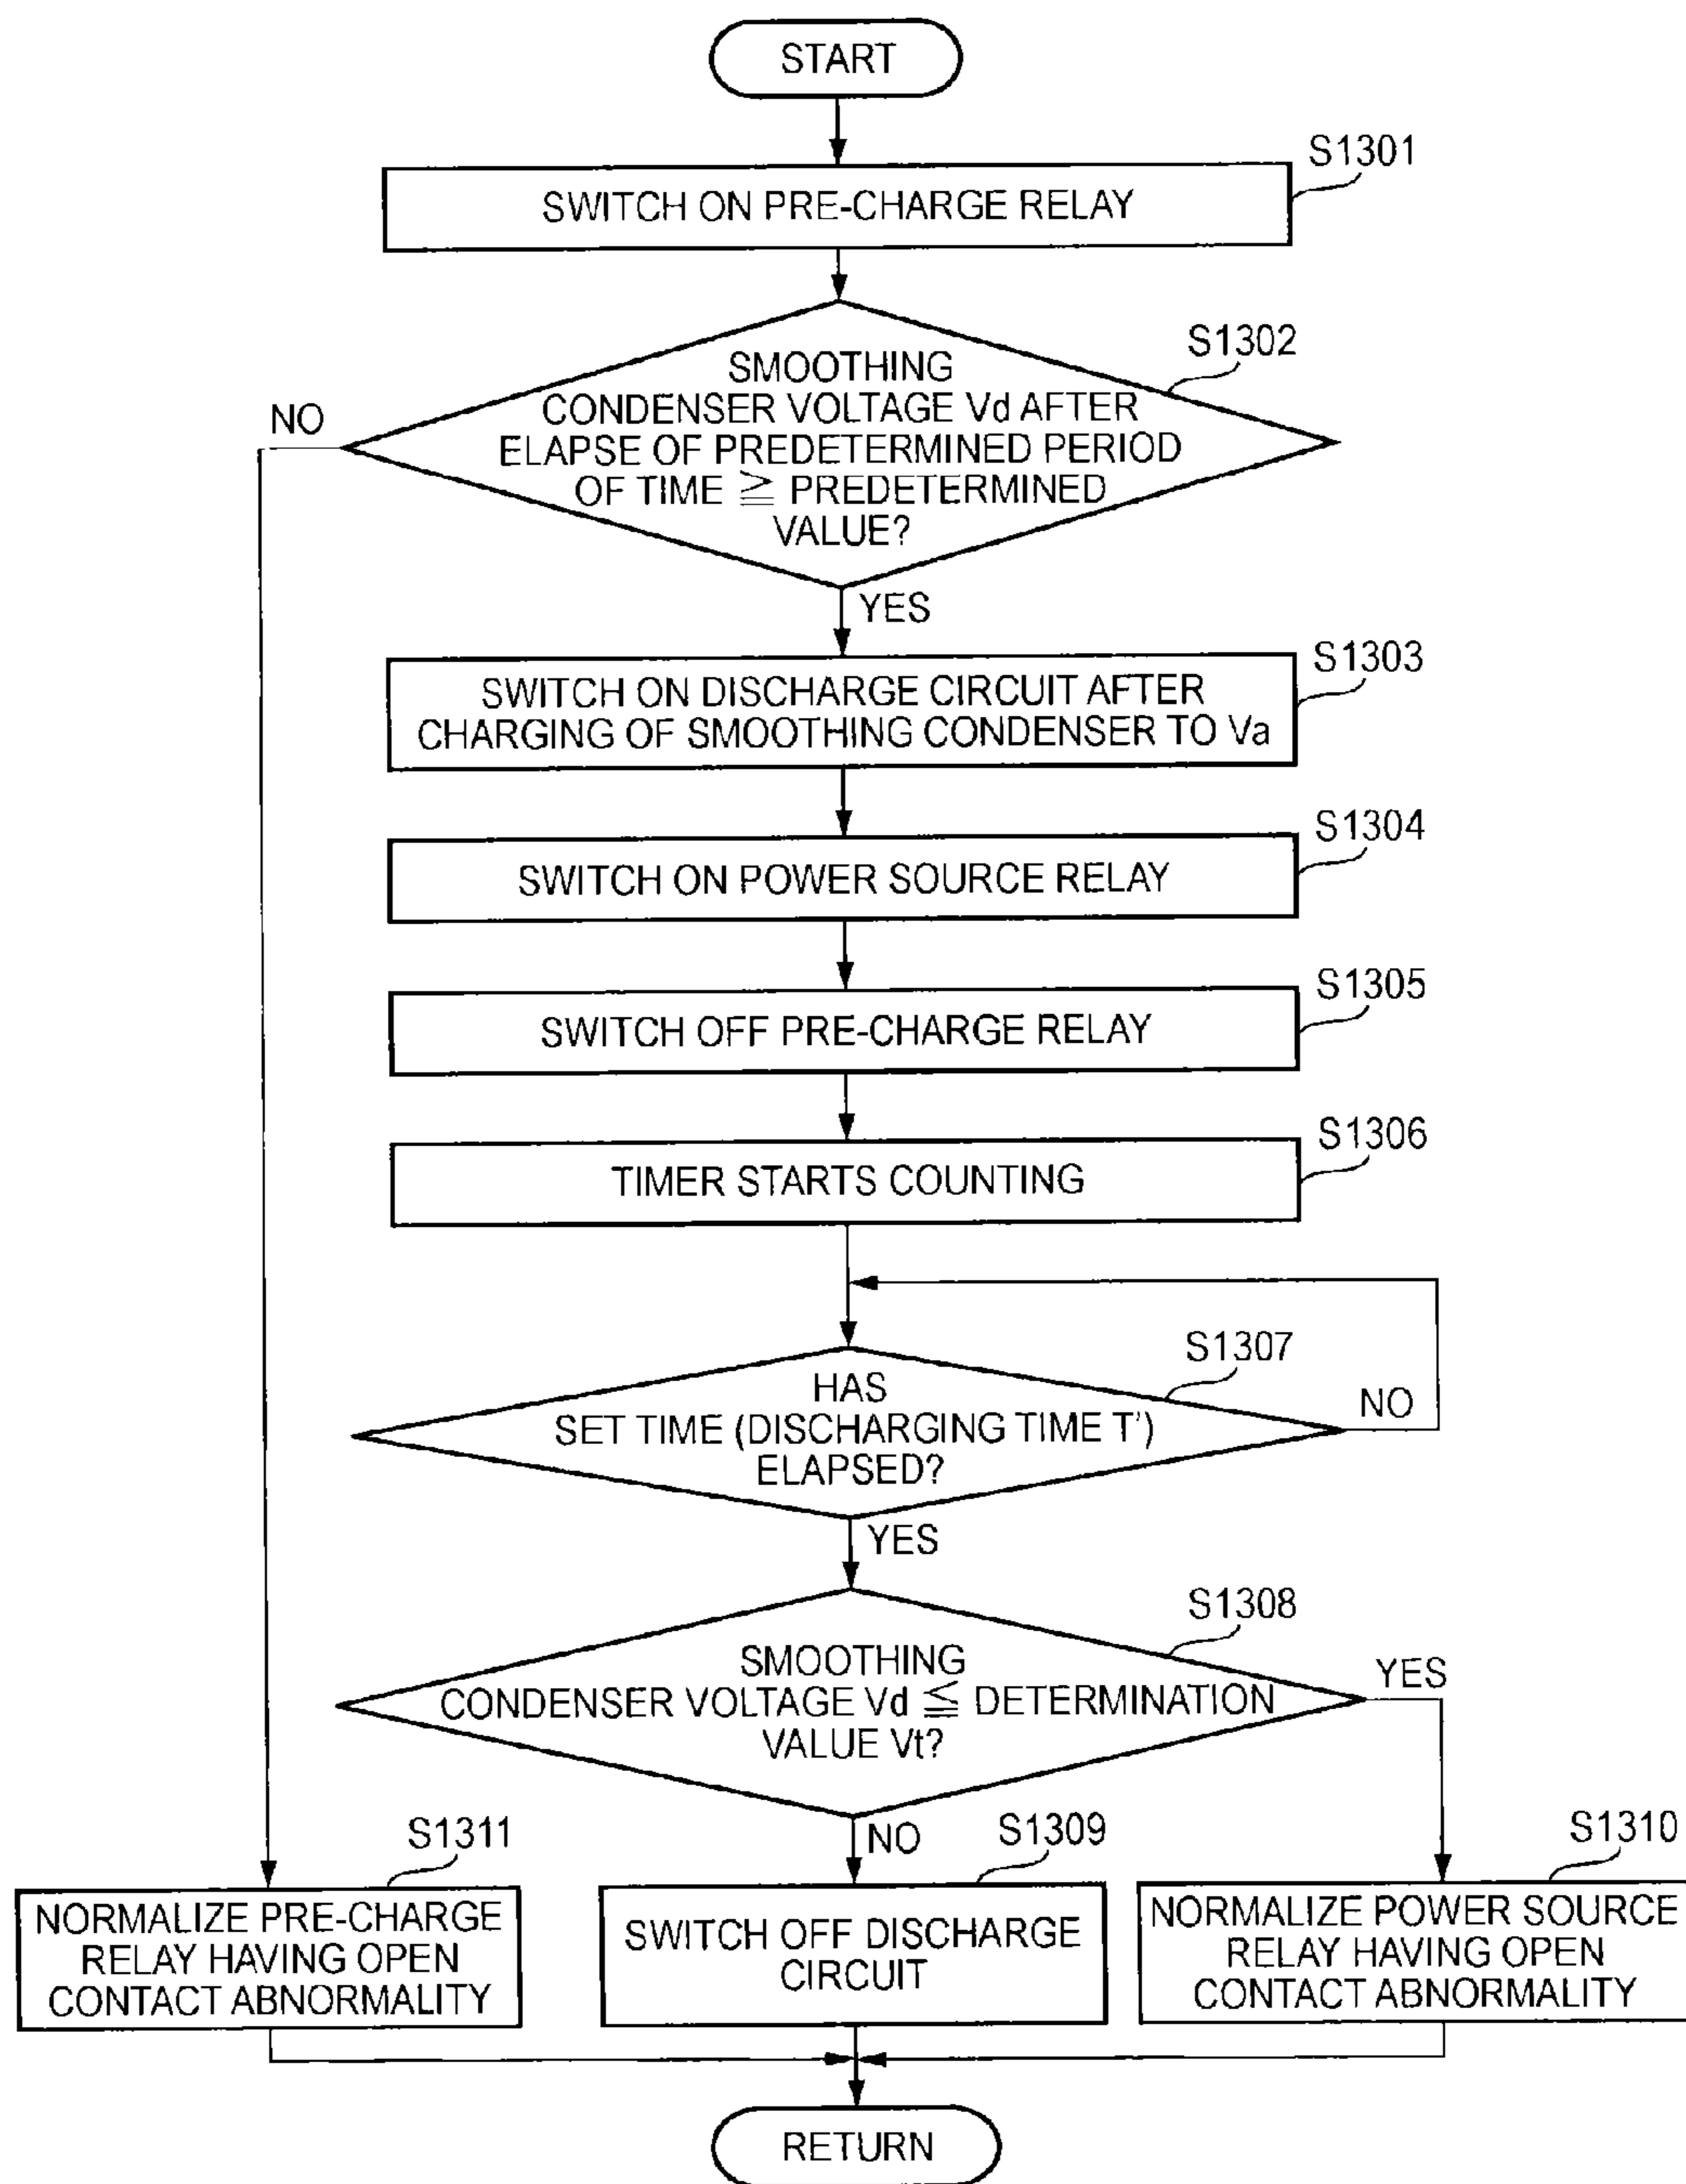 START
S1301
SWITCH ON PRE-CHARGE RELAY
S1302
SMOOTHING
CONDENSER VOLTAGE Vd AFTER
ELAPSE OF PREDETERMINED PERIOD
OF TIME ≧ PREDETERMINED
VALUE?
NO
YES
S1303
SWITCH ON DISCHARGE CIRCUIT AFTER
CHARGING OF SMOOTHING CONDENSER TO Va
S1304
SWITCH ON POWER SOURCE RELAY
S1305
SWITCH OFF PRE-CHARGE RELAY
S1306
TIMER STARTS COUNTING
S1307
HAS
SET TIME (DISCHARGING TIME T')
ELAPSED?
NO
YES
S1308
SMOOTHING
CONDENSER VOLTAGE Vd ≦ DETERMINATION
VALUE Vt?
YES
NO
S1311
NORMALIZE PRE-CHARGE
RELAY HAVING OPEN
CONTACT ABNORMALITY
S1309
SWITCH OFF DISCHARGE
CIRCUIT
S1310
NORMALIZE POWER SOURCE
RELAY HAVING OPEN
CONTACT ABNORMALITY
RETURN